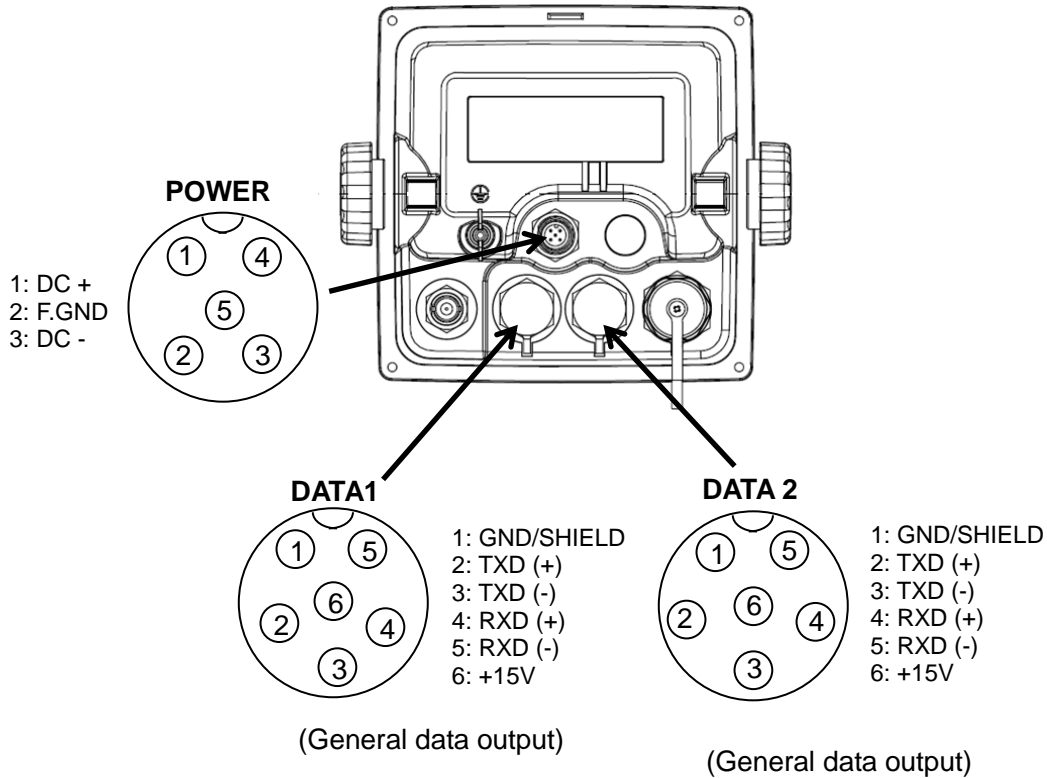 POWER
1
4
5
2
3
1: DC +
2: F.GND
3: DC -
DATA1
1
5
6
2
4
3
1: GND/SHIELD
2: TXD (+)
3: TXD (-)
4: RXD (+)
5: RXD (-)
6: +15V
(General data output)
DATA 2
1
5
6
2
4
3
1: GND/SHIELD
2: TXD (+)
3: TXD (-)
4: RXD (+)
5: RXD (-)
6: +15V
(General data output)